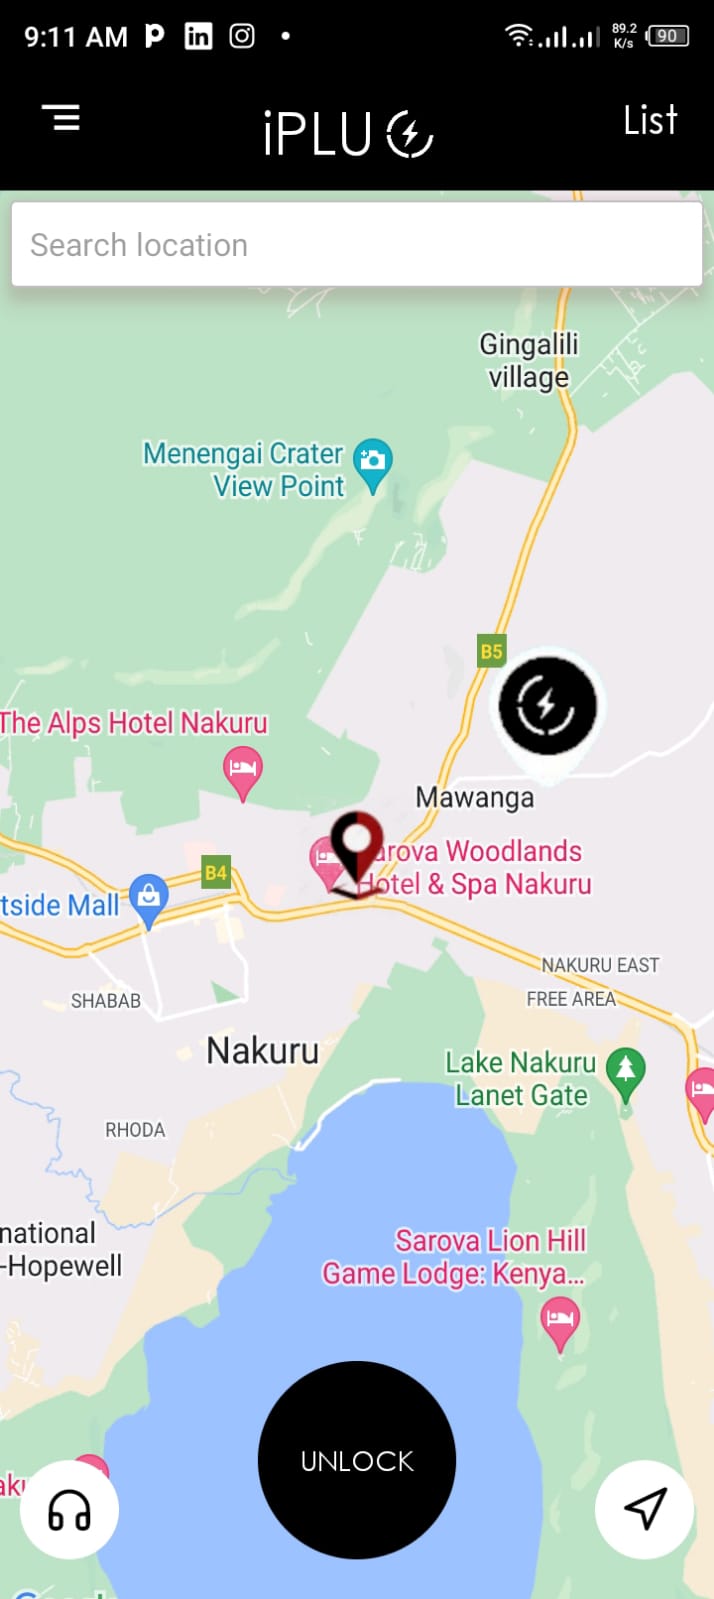 9:11 AM
89.2
K/s
90
iPLUG
List
Search location
Gingalili
village
Menengai Crater
View Point
B5
The Alps Hotel Nakuru
Mawanga
arova Woodlands
Hotel & Spa Nakuru
B4
tside Mall
NAKURU EAST
FREE AREA
SHABAB
Nakuru
Lake Nakuru
Lanet Gate
RHODA
national
-Hopewell
Sarova Lion Hill
Game Lodge: Kenya...
UNLOCK